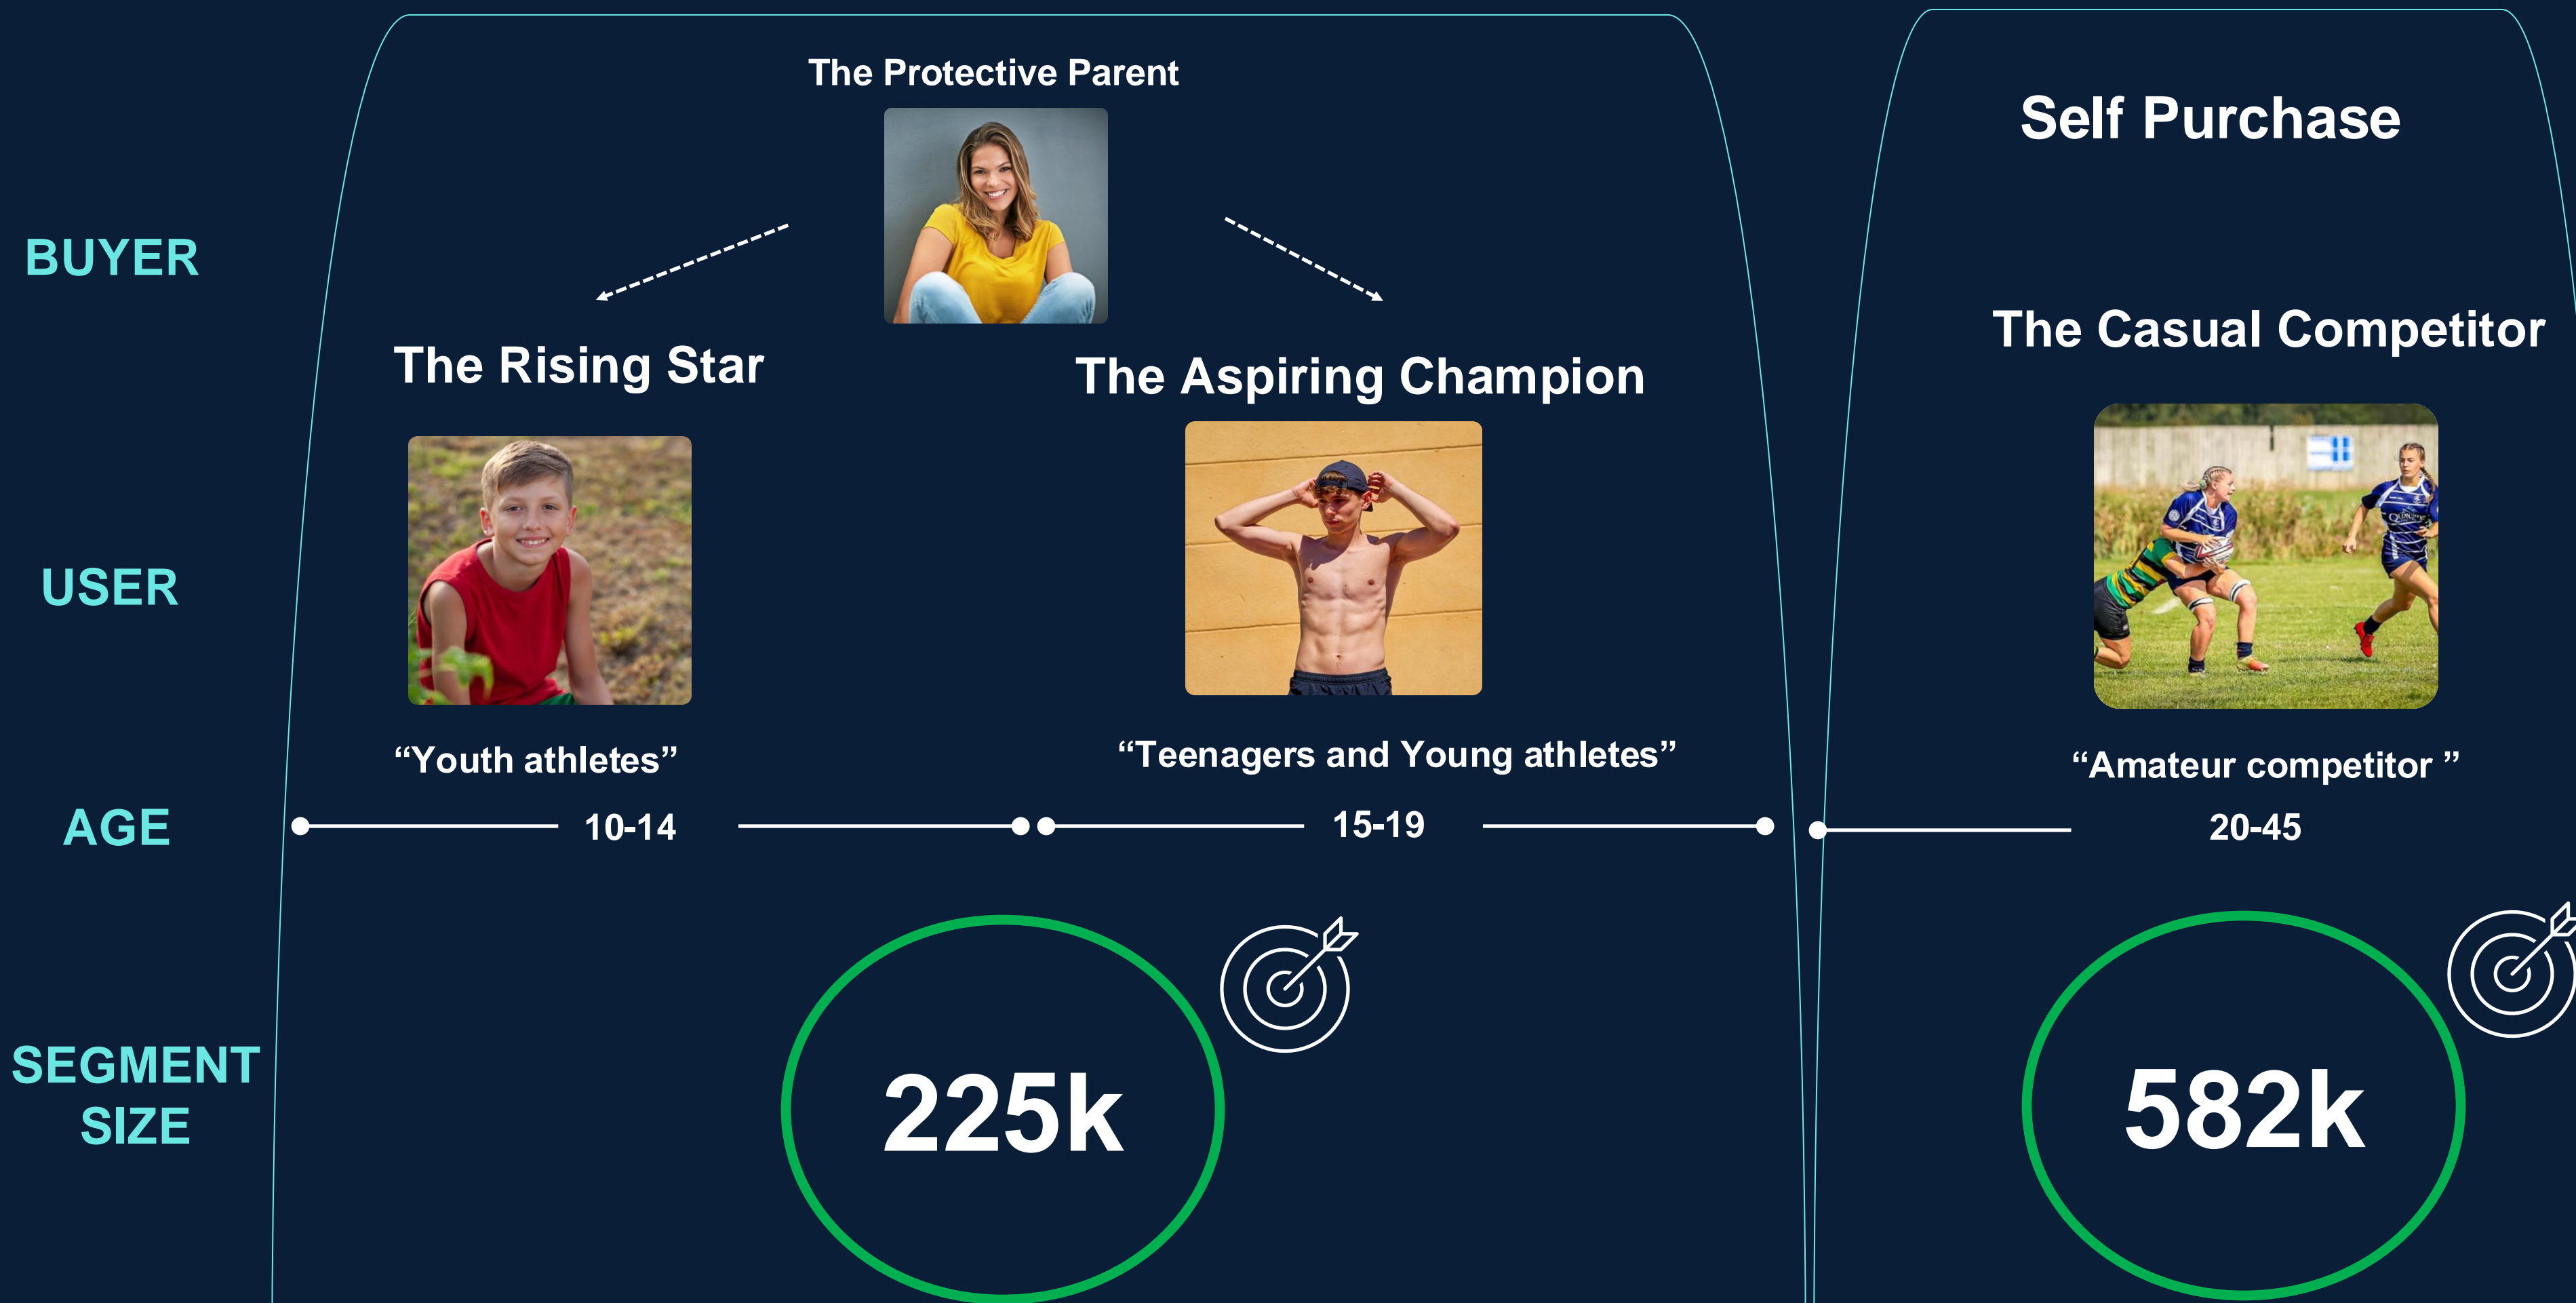 The Protective Parent
Self Purchase
BUYER
The Casual Competitor
The Rising Star
The Aspiring Champion
USER
“Youth athletes”
“Teenagers and Young athletes”
“Amateur competitor ”
AGE
10-14
15-19
20-45
SEGMENT
SIZE
225k
582k